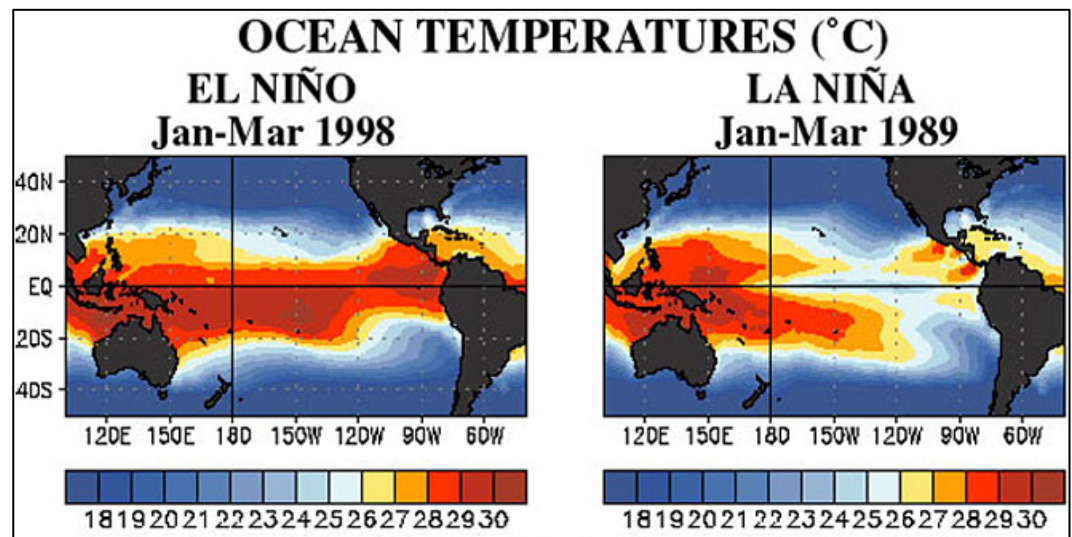 OCEAN TEMPERATURES (˚C)
EL NIÑO
Jan-Mar 1998
LA NIÑA
Jan-Mar 1989
40N
20N
EQ
20S
40S
120E 150E 180 150W 120W 90W 60W
120E 150E 180 150W 120W 90W 60W
18 19 20 21 22 23 24 25 26 27 28 29 30
18 19 20 21 22 23 24 25 26 27 28 29 30